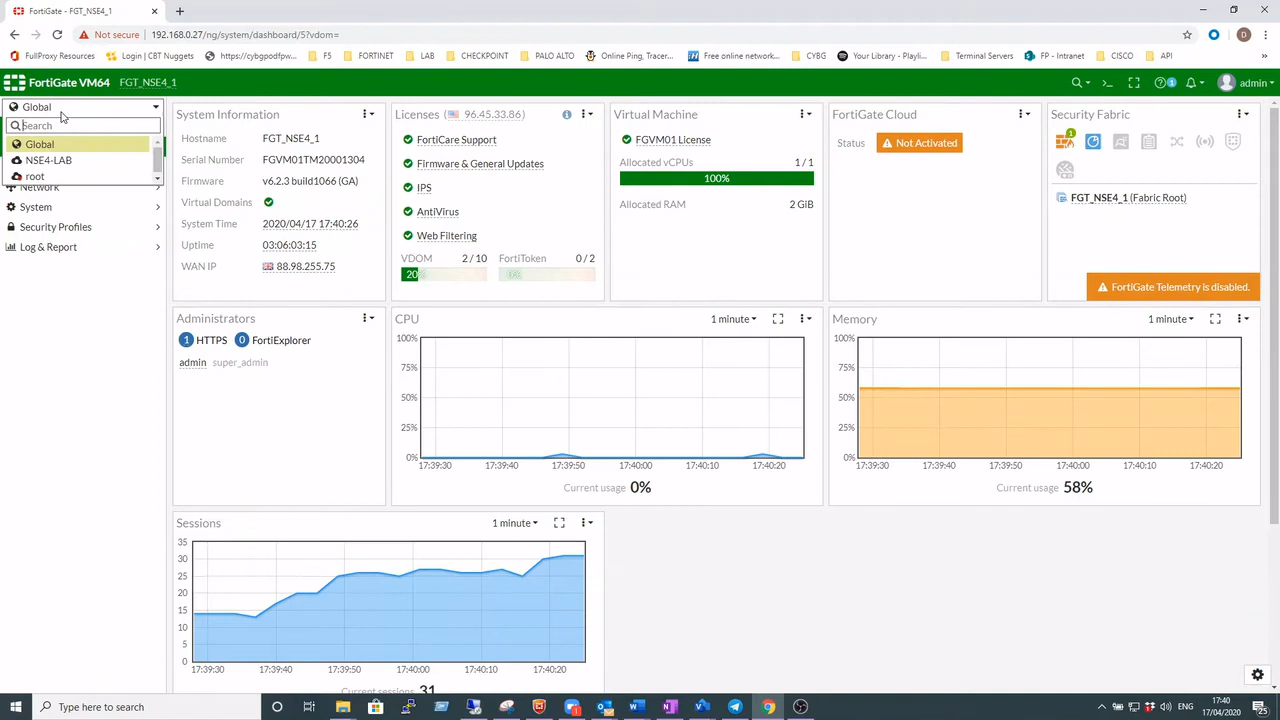 FortiGate - FGT_NSE4_1
Not secure | 192.168.0.27/ng/system/dashboard/5?vdom=
FullProxy Resources Login | CBT Nuggets https://cybgpodfpw... F5 FORTINET LAB CHECKPOINT PALO ALTO Online Ping, Tracer... Free online network... CYBG Your Library - Playli... Terminal Servers FP - Intranet CISCO API
FortiGate VM64 FGT_NSE4_1 admin
Global
Search
Global
NSE4-LAB
root
Network
System
Security Profiles
Log & Report
System Information
Hostname FGT_NSE4_1
Serial Number FGVM01TM20001304
Firmware v6.2.3 build1066 (GA)
Virtual Domains
System Time 2020/04/17 17:40:26
Uptime 03:06:03:15
WAN IP 88.98.255.75
Licenses (96.45.33.86)
FortiCare Support
Firmware & General Updates
IPS
AntiVirus
Web Filtering
VDOM 2 / 10 FortiToken 0 / 2
20 0%
Virtual Machine
FGVM01 License
Allocated vCPUs 1 / 1
100%
Allocated RAM 2 GiB
FortiGate Cloud
Status Not Activated
Security Fabric
1
FGT_NSE4_1 (Fabric Root)
FortiGate Telemetry is disabled.
Administrators
1 HTTPS 0 FortiExplorer
admin super_admin
CPU 1 minute
100%
75%
50%
25%
0%
17:39:30 17:39:40 17:39:50 17:40:00 17:40:10 17:40:20
Current usage 0%
Memory 1 minute
100%
75%
50%
25%
0%
17:39:30 17:39:40 17:39:50 17:40:00 17:40:10 17:40:20
Current usage 58%
Sessions 1 minute
35
30
25
20
15
10
5
0
17:39:30 17:39:40 17:39:50 17:40:00 17:40:10 17:40:20
Current sessions 31
Type here to search
ENG
17:40
17/04/2020
25